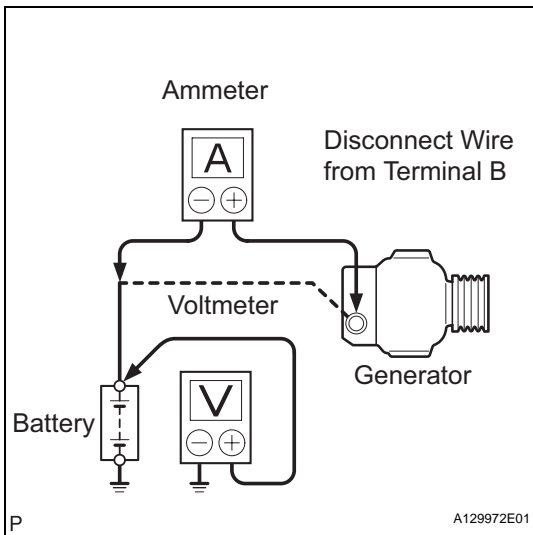 Ammeter
A
− +
Disconnect Wire
from Terminal B
Voltmeter
Generator
Battery
V
− +
P
A129972E01